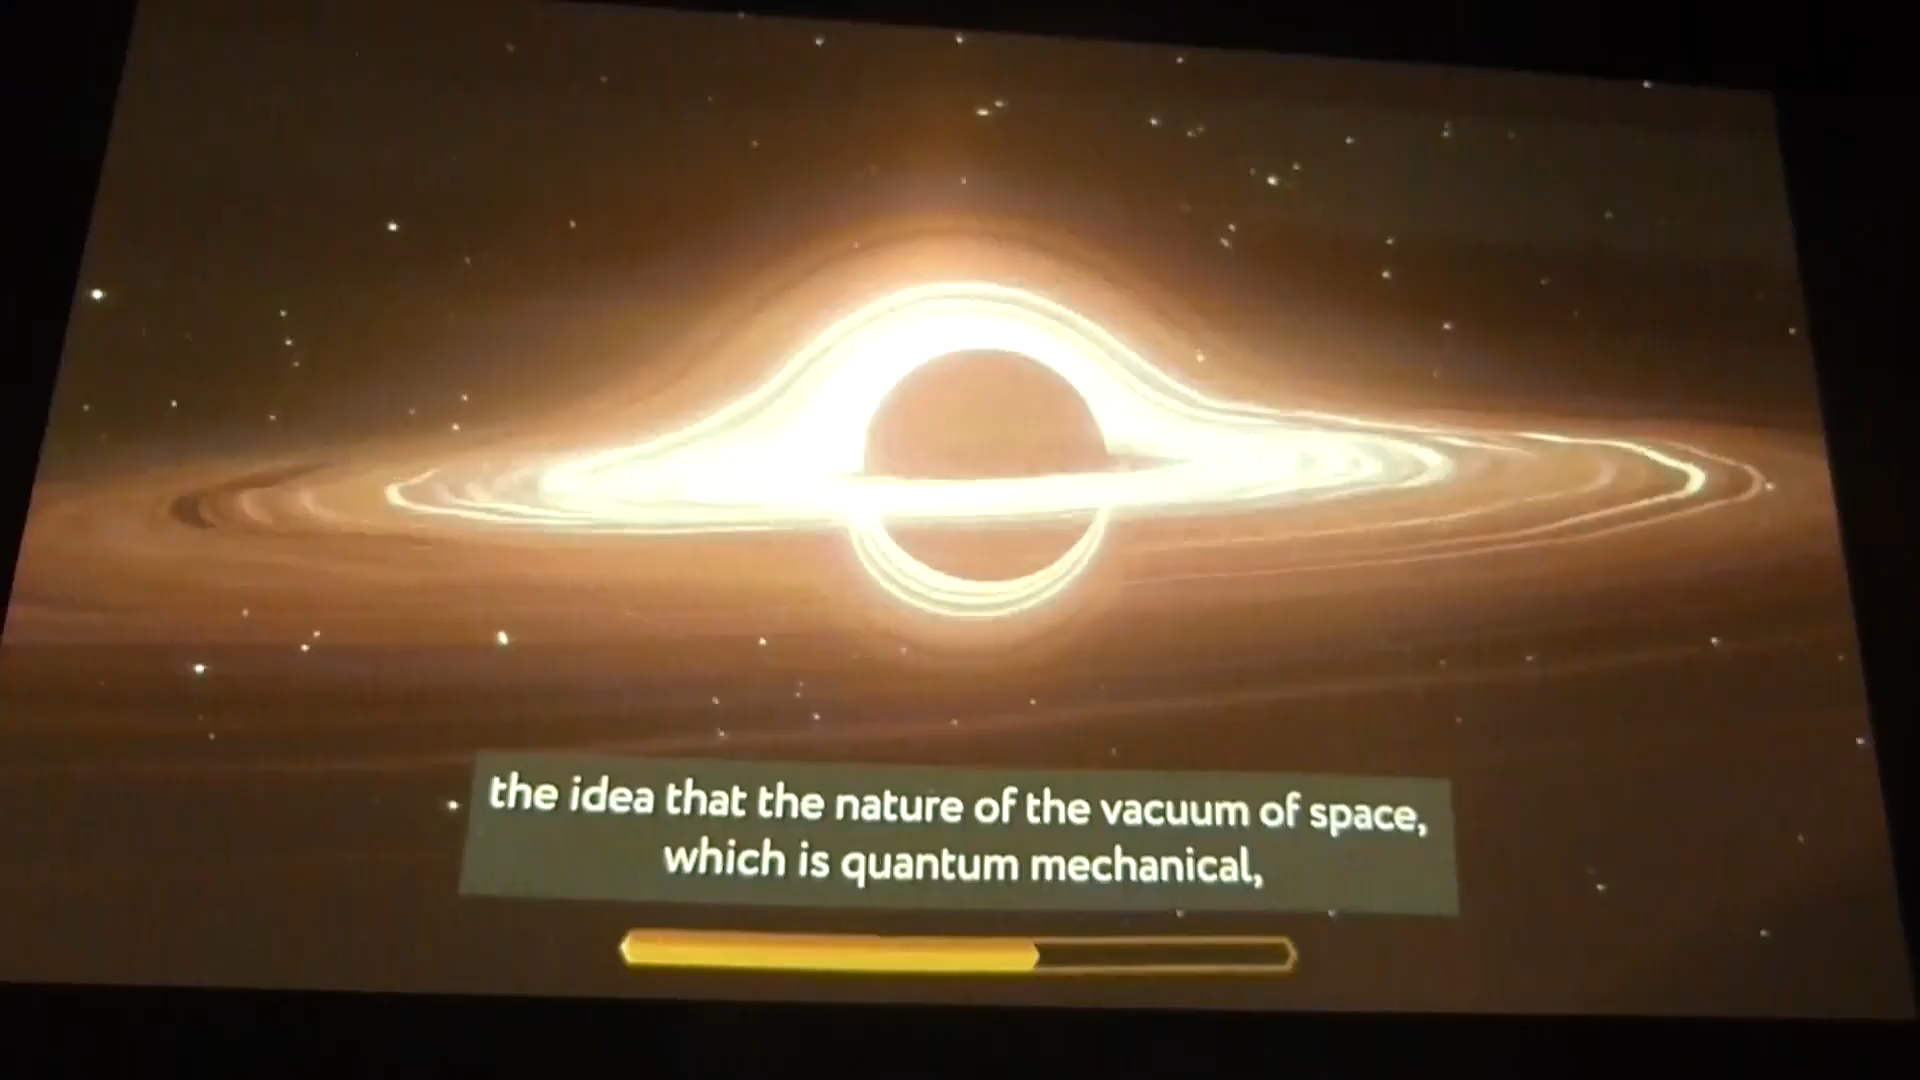 the idea that the nature of the vacuum of space,
which is quantum mechanical,